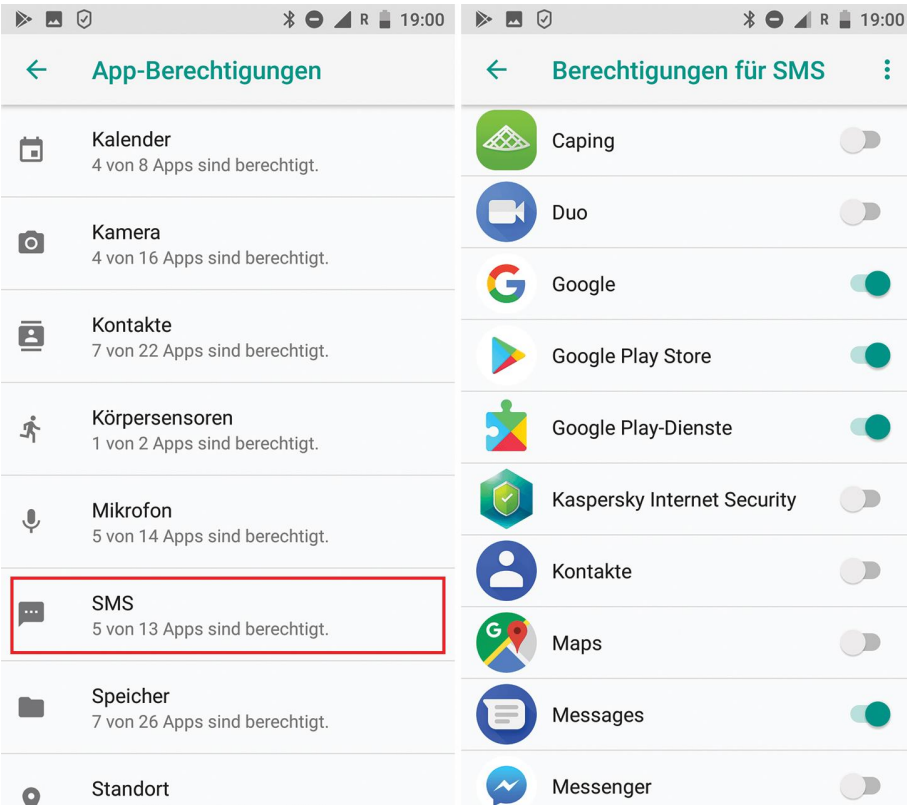 R 19:00
App-Berechtigungen
Kalender
4 von 8 Apps sind berechtigt.
Kamera
4 von 16 Apps sind berechtigt.
Kontakte
7 von 22 Apps sind berechtigt.
Körpersensoren
1 von 2 Apps sind berechtigt.
Mikrofon
5 von 14 Apps sind berechtigt.
SMS
5 von 13 Apps sind berechtigt.
Speicher
7 von 26 Apps sind berechtigt.
Standort
R 19:00
Berechtigungen für SMS
Caping
Duo
G
Google
Google Play Store
Google Play-Dienste
Kaspersky Internet Security
Kontakte
G
Maps
Messages
Messenger